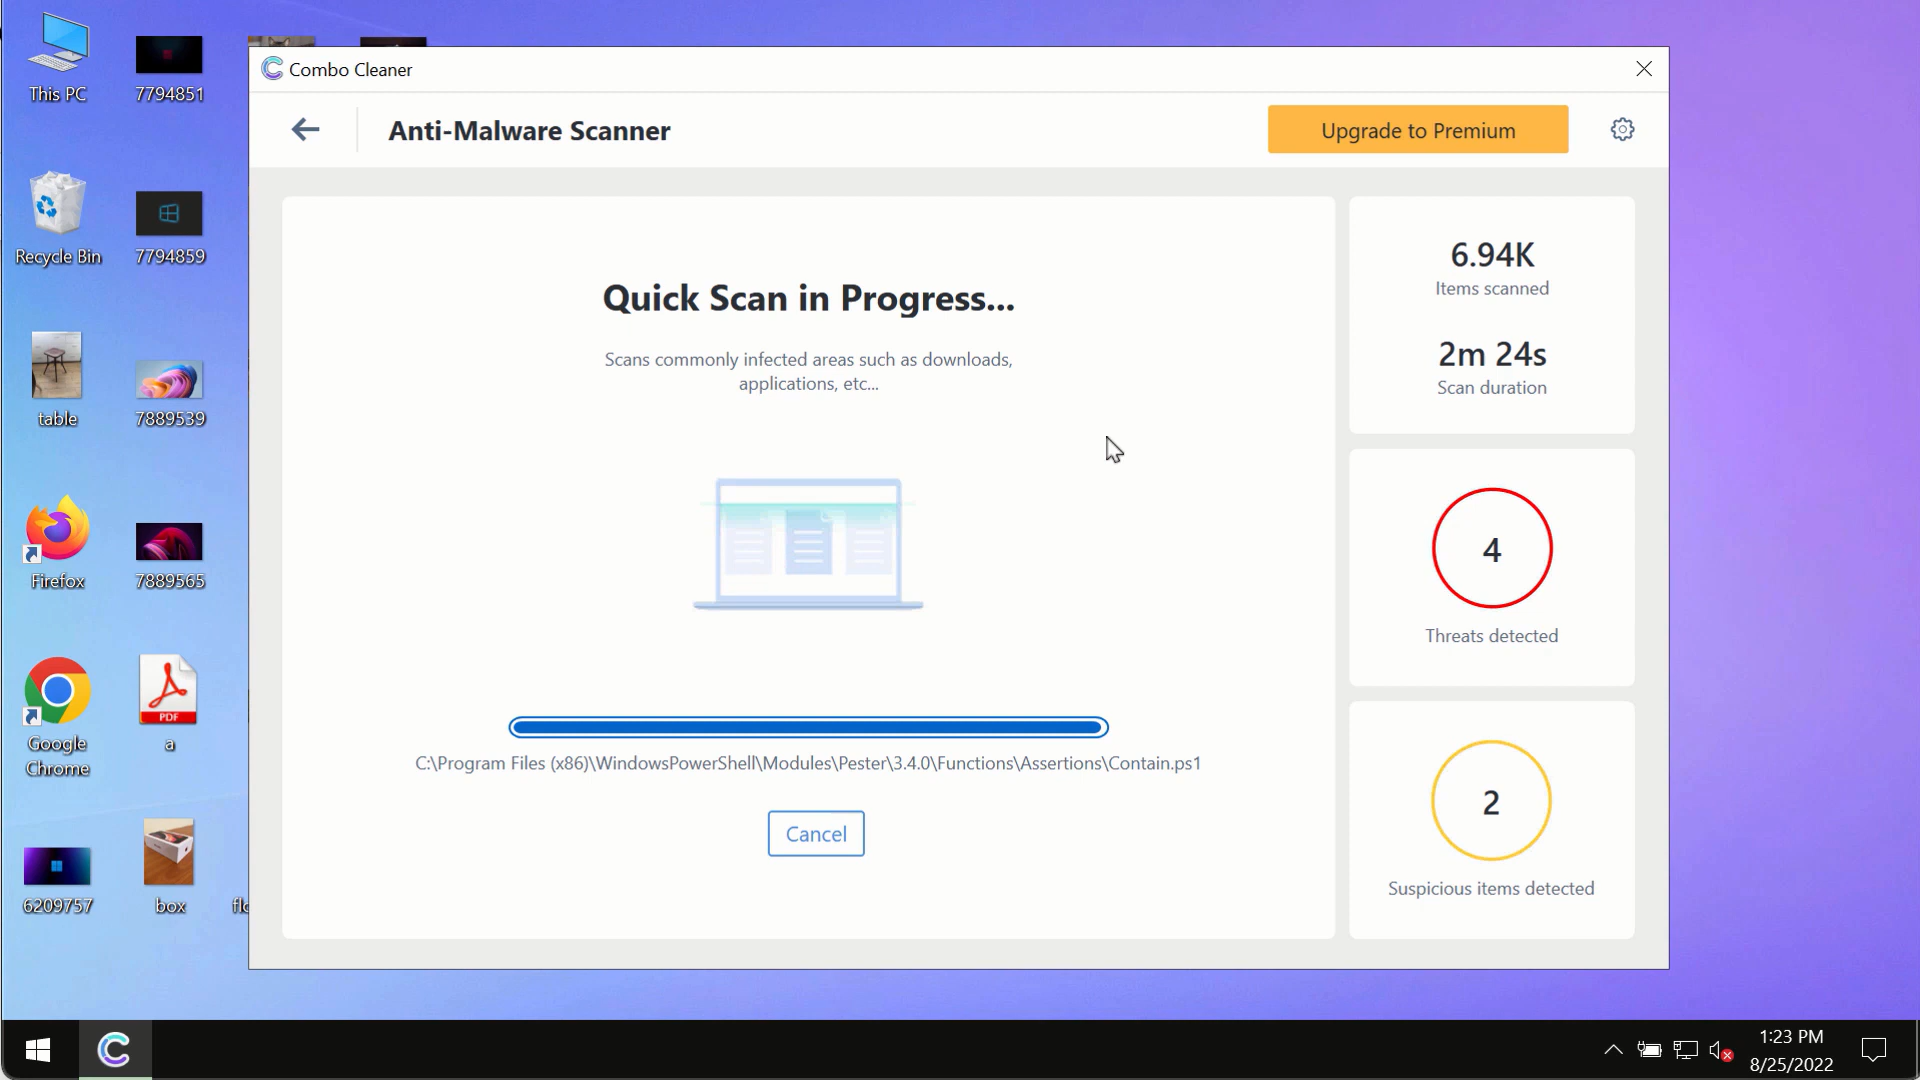 This PC
7794851
Recycle Bin
7794859
table
7889539
Firefox
7889565
Google
Chrome
PDF
a
6209757
box
Combo Cleaner
Anti-Malware Scanner
Upgrade to Premium
Quick Scan in Progress...
Scans commonly infected areas such as downloads,
applications, etc...
C:\Program Files (x86)\WindowsPowerShell\Modules\Pester\3.4.0\Functions\Assertions\Contain.ps1
Cancel
6.94K
Items scanned
2m 24s
Scan duration
4
Threats detected
2
Suspicious items detected
1:23 PM
8/25/2022